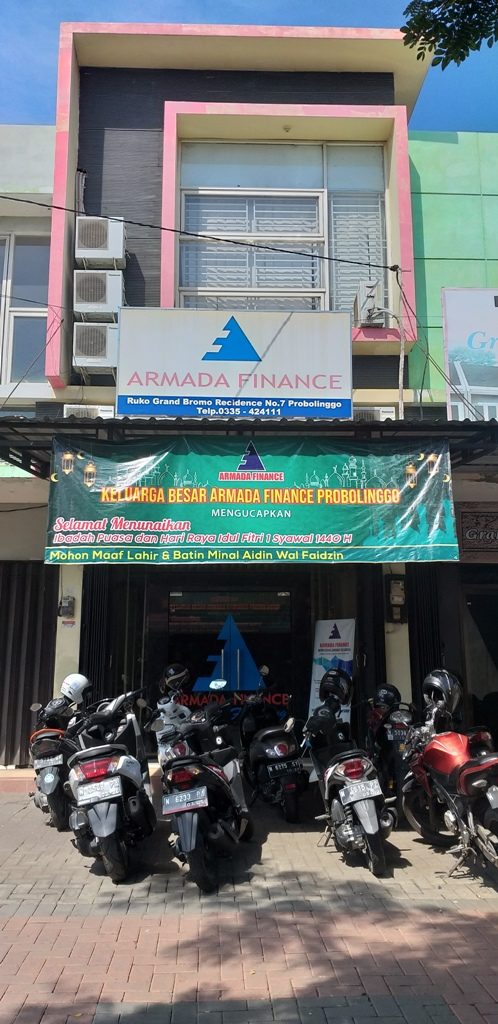 ARMADA FINANCE
Ruko Grand Bromo Recidence No.7 Probolinggo
Telp.0335 - 424111
ARMADA FINANCE
KELUARGA BESAR ARMADA FINANCE PROBOLINGGO
MENGUCAPKAN
Selamat Menunaikan
Ibadah Puasa dan Hari Raya Idul Fitri 1 Syawal 1440 H
Mohon Maaf Lahir & Batin Minal Aidin Wal Faidzin
ARMADA FINANCE
ARMADA FINANCE